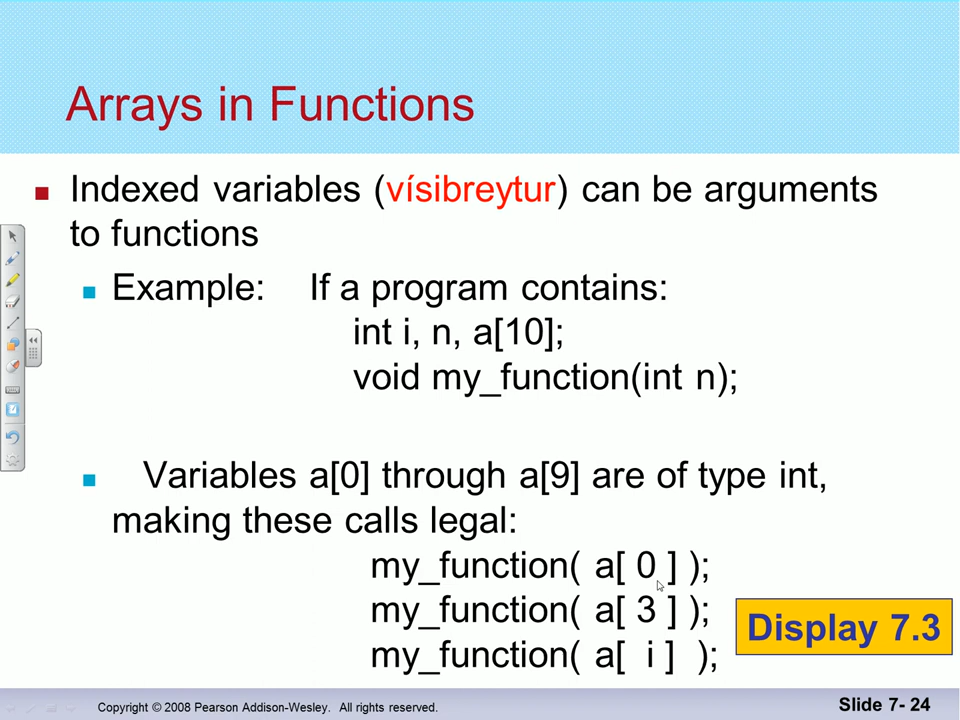 Arrays in Functions
Indexed variables (vísibreytur) can be arguments
to functions
Example: If a program contains:
int i, n, a[10];
void my_function(int n);
Variables a[0] through a[9] are of type int,
making these calls legal:
my_function( a[ 0 ] );
my_function( a[ 3 ] );
my_function( a[ i ] );
Display 7.3
Copyright © 2008 Pearson Addison-Wesley. All rights reserved.
Slide 7- 24